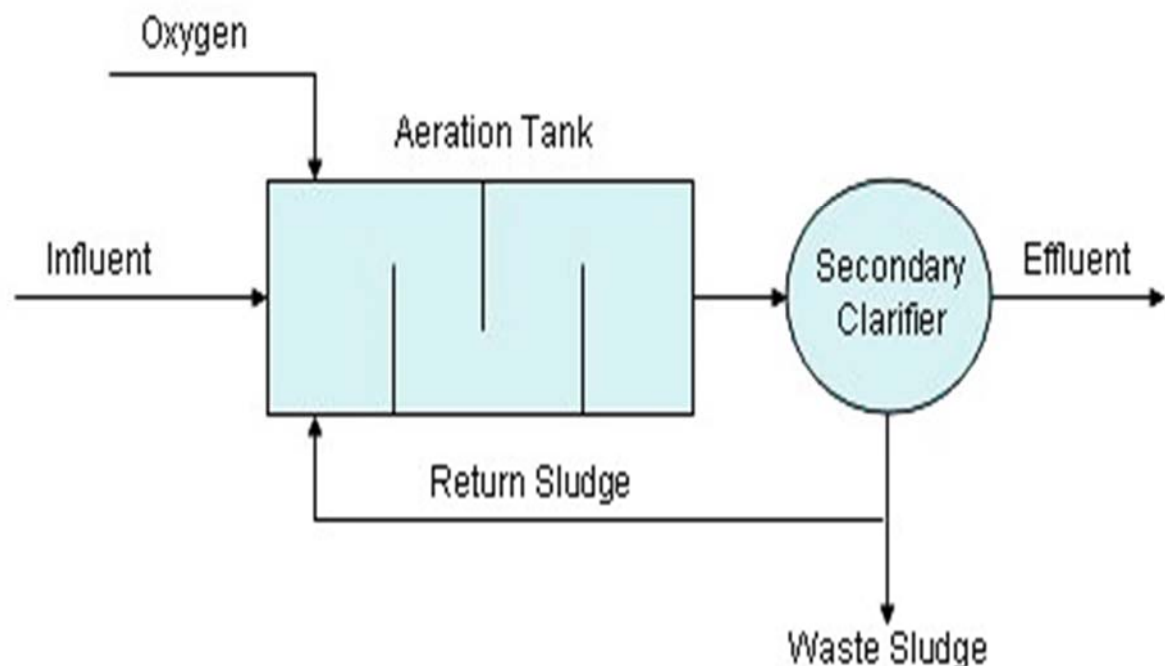 Oxygen
Aeration Tank
Influent
Secondary
Clarifier
Effluent
Return Sludge
Waste Sludge